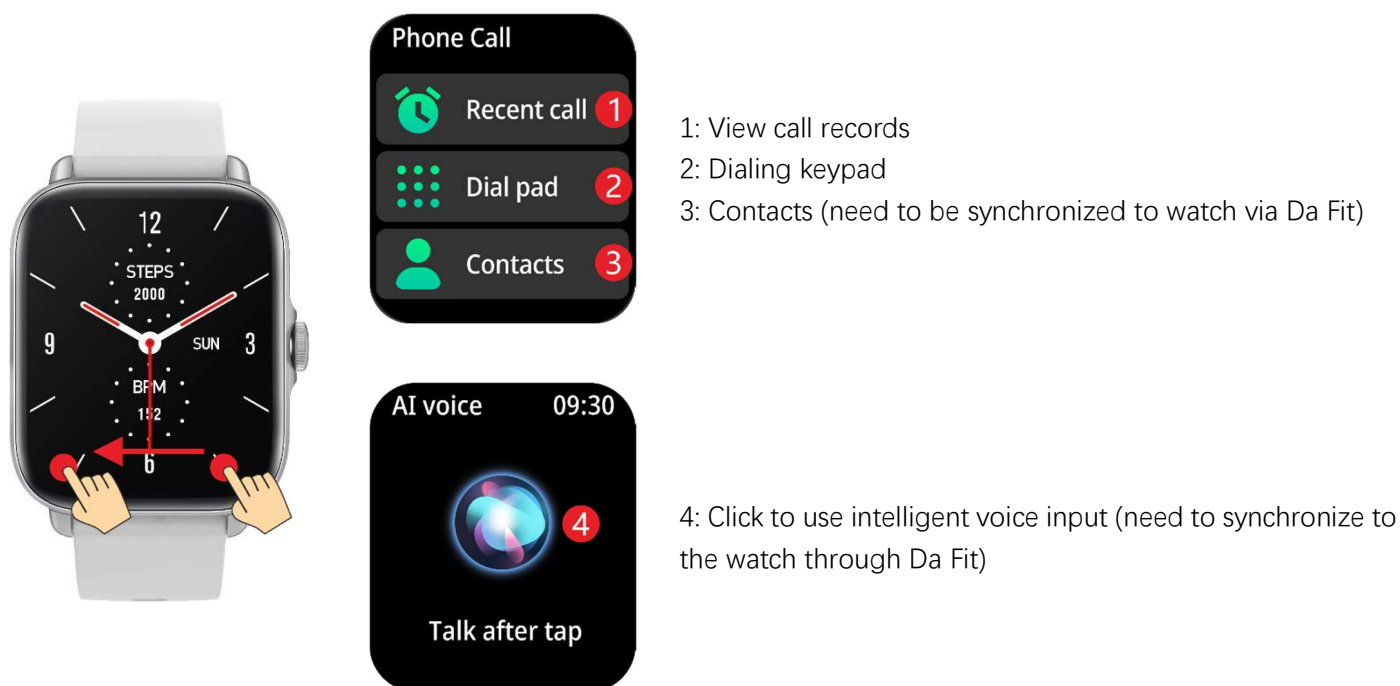 12
STEPS
2000
9
SUN 3
BPM
152
6
Phone Call
Recent call 1
Dial pad 2
Contacts 3
1: View call records
2: Dialing keypad
3: Contacts (need to be synchronized to watch via Da Fit)
AI voice 09:30
4
Talk after tap
4: Click to use intelligent voice input (need to synchronize to
the watch through Da Fit)